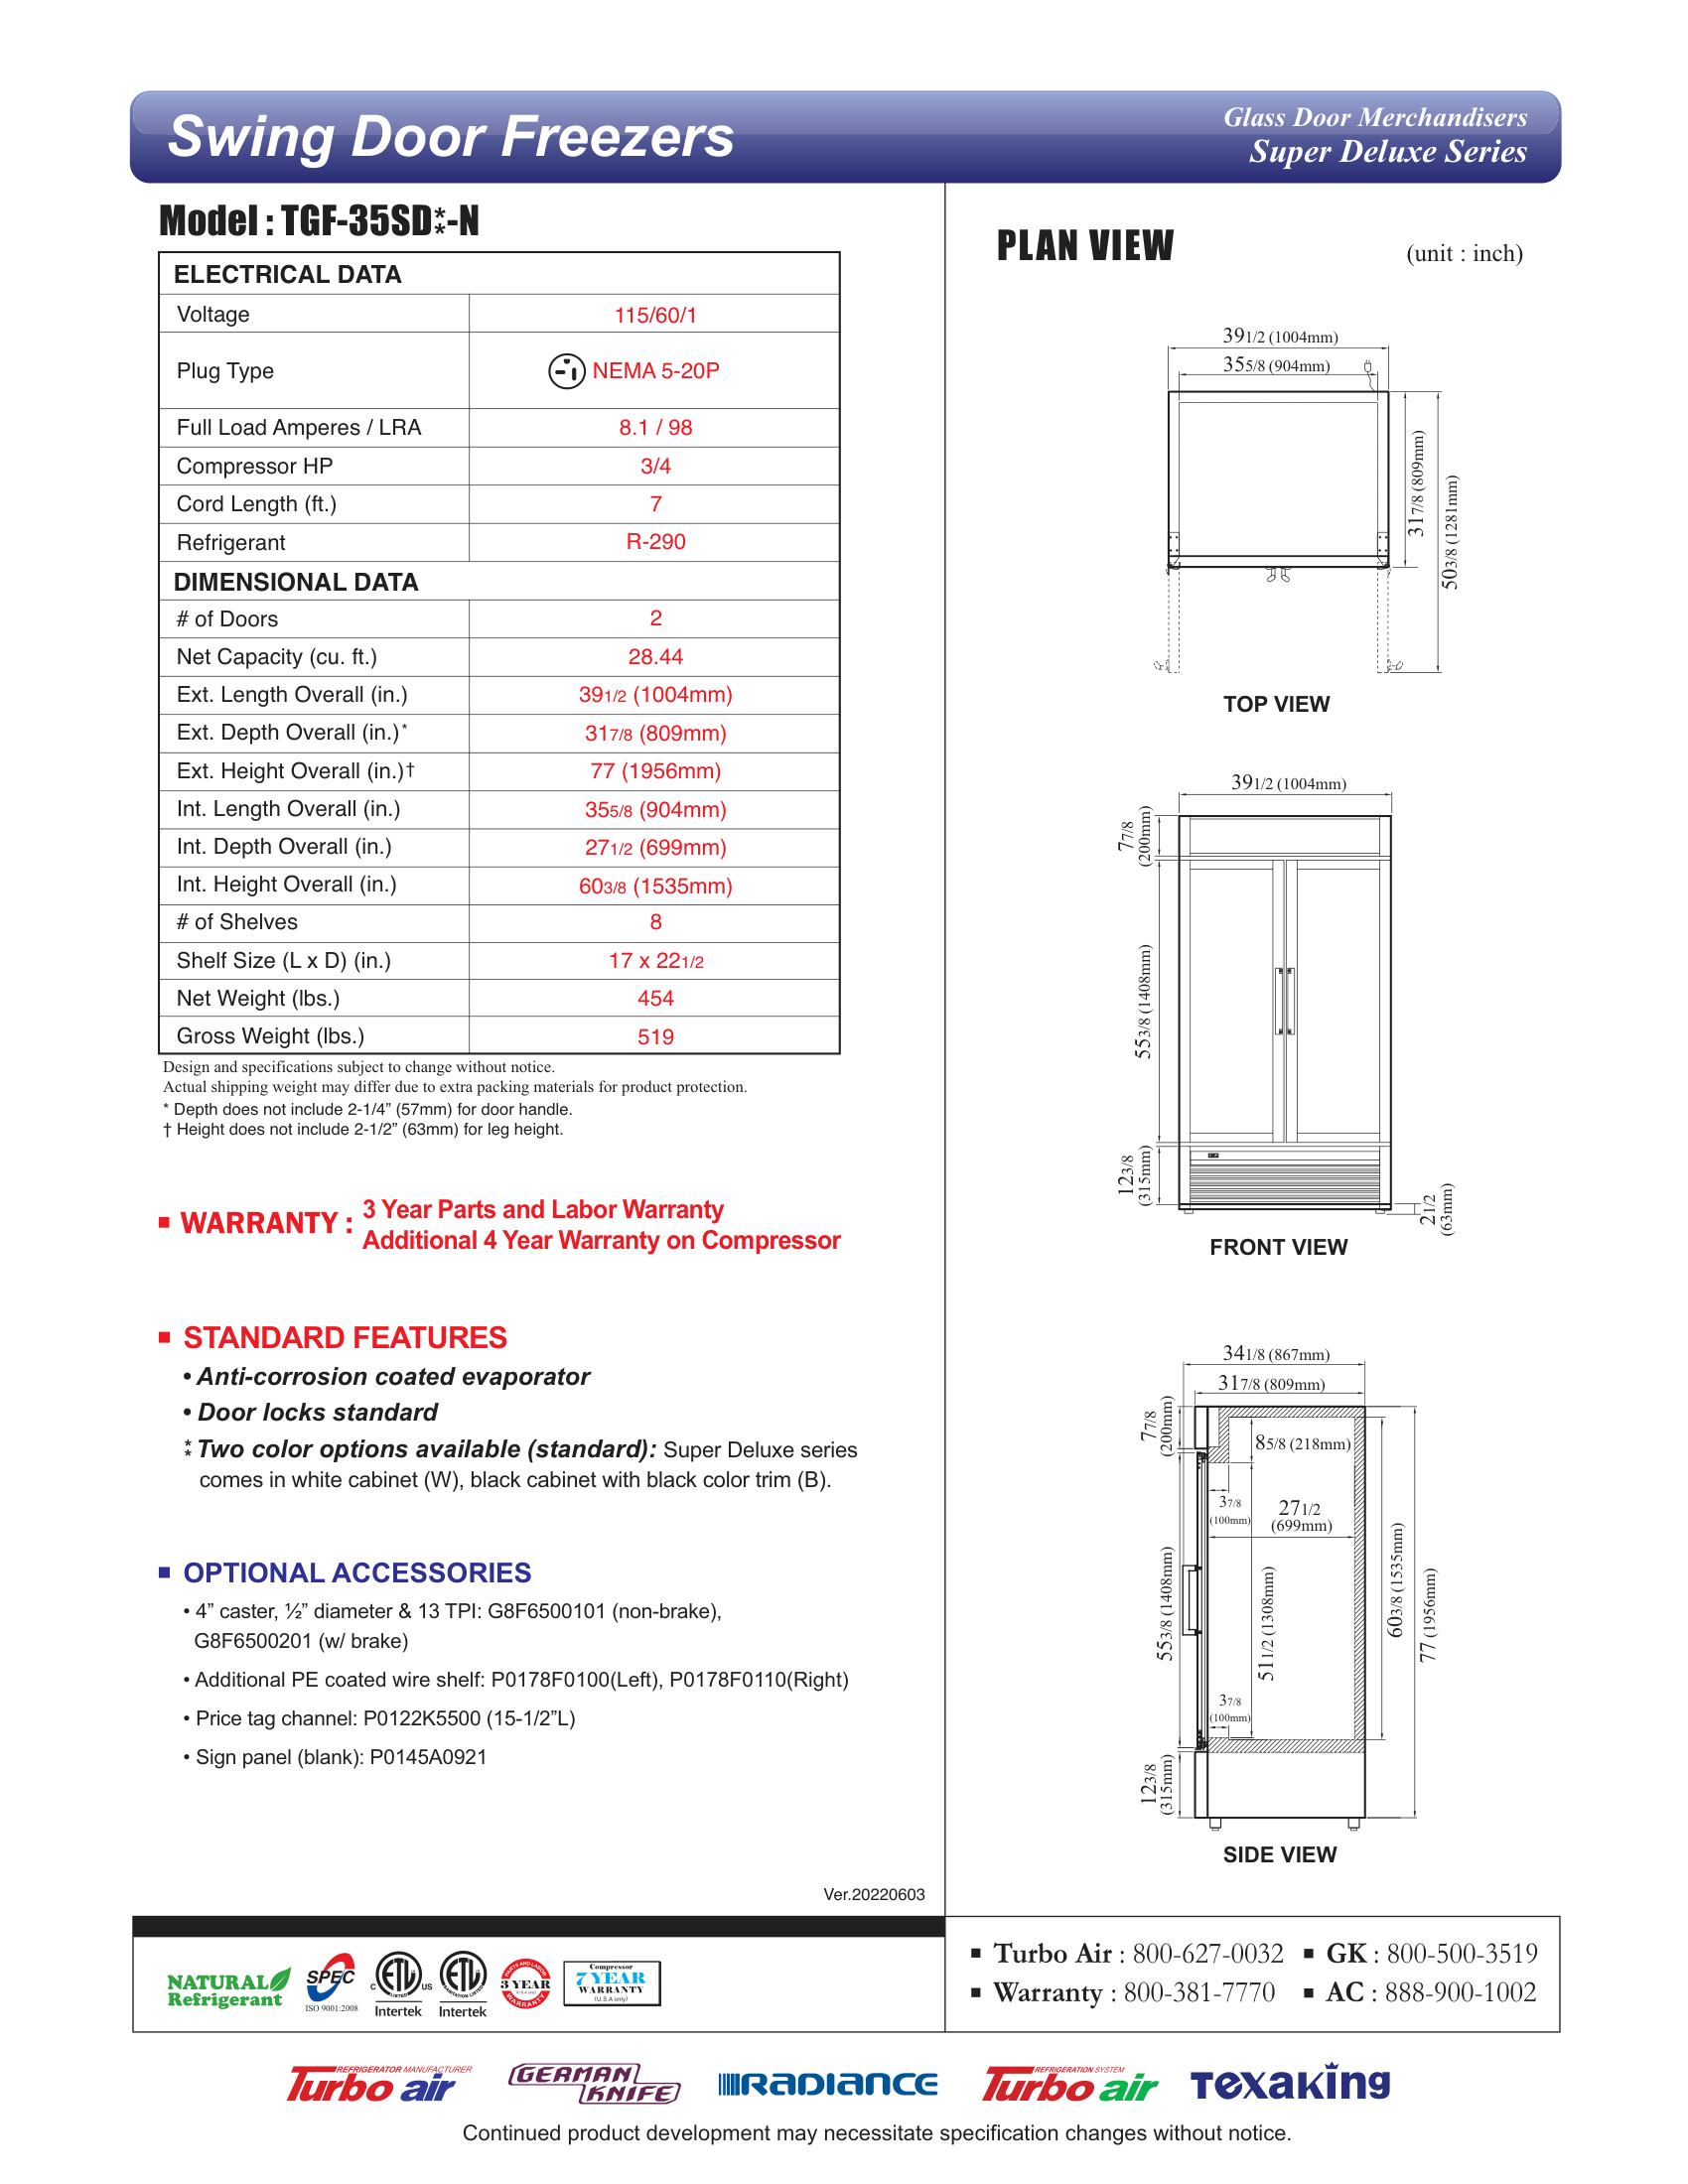 Swing Door Freezers
Glass Door Merchandisers
Super Deluxe Series
Model : TGF-35SD⁑-N
ELECTRICAL DATA
Voltage 115/60/1
Plug Type NEMA 5-20P
Full Load Amperes / LRA 8.1 / 98
Compressor HP 3/4
Cord Length (ft.) 7
Refrigerant R-290
DIMENSIONAL DATA
# of Doors 2
Net Capacity (cu. ft.) 28.44
Ext. Length Overall (in.) 39 1/2 (1004mm)
Ext. Depth Overall (in.)* 31 7/8 (809mm)
Ext. Height Overall (in.)† 77 (1956mm)
Int. Length Overall (in.) 35 5/8 (904mm)
Int. Depth Overall (in.) 27 1/2 (699mm)
Int. Height Overall (in.) 60 3/8 (1535mm)
# of Shelves 8
Shelf Size (L x D) (in.) 17 x 22 1/2
Net Weight (lbs.) 454
Gross Weight (lbs.) 519
Design and specifications subject to change without notice.
Actual shipping weight may differ due to extra packing materials for product protection.
* Depth does not include 2-1/4” (57mm) for door handle.
† Height does not include 2-1/2” (63mm) for leg height.
■ WARRANTY : 3 Year Parts and Labor Warranty
Additional 4 Year Warranty on Compressor
■ STANDARD FEATURES
• Anti-corrosion coated evaporator
• Door locks standard
⁑ Two color options available (standard): Super Deluxe series
comes in white cabinet (W), black cabinet with black color trim (B).
■ OPTIONAL ACCESSORIES
• 4” caster, ½” diameter & 13 TPI: G8F6500101 (non-brake),
G8F6500201 (w/ brake)
• Additional PE coated wire shelf: P0178F0100(Left), P0178F0110(Right)
• Price tag channel: P0122K5500 (15-1/2”L)
• Sign panel (blank): P0145A0921
Ver.20220603
PLAN VIEW
(unit : inch)
39 1/2 (1004mm)
35 5/8 (904mm)
31 7/8 (809mm)
50 3/8 (1281mm)
TOP VIEW
39 1/2 (1004mm)
7 7/8
(200mm)
55 3/8 (1408mm)
12 3/8
(315mm)
2 1/2
(63mm)
FRONT VIEW
34 1/8 (867mm)
31 7/8 (809mm)
7 7/8
(200mm)
8 5/8 (218mm)
3 7/8
(100mm)
27 1/2
(699mm)
55 3/8 (1408mm)
51 1/2 (1308mm)
60 3/8 (1535mm)
77 (1956mm)
3 7/8
(100mm)
12 3/8
(315mm)
SIDE VIEW
NATURAL
Refrigerant
SPEC
ISO 9001:2008
C ETL US
LISTED
Intertek
ETL
SANITATION LISTED
Intertek
PARTS AND LABOR
3 YEAR
(U.S.A only)
WARRANTY
Compressor
7 YEAR
WARRANTY
(U.S.A only)
■ Turbo Air : 800-627-0032 ■ GK : 800-500-3519
■ Warranty : 800-381-7770 ■ AC : 888-900-1002
REFRIGERATOR MANUFACTURER
Turbo air
GERMAN
KNIFE
RADIANCE
REFRIGERATION SYSTEM
Turbo air
Texaking
Continued product development may necessitate specification changes without notice.